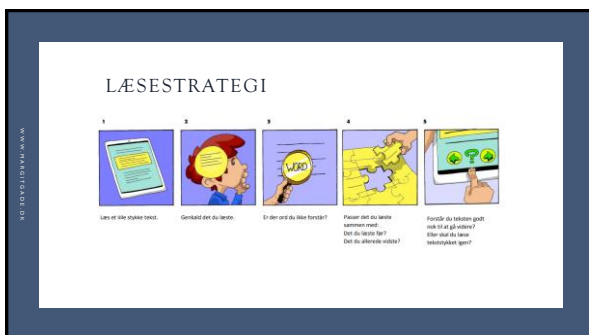 WWW.MARGITGADE.DK
LÆSESTRATEGI
1
2
3
4
5
WORD
?
Læs et lille stykke tekst.
Genkald det du læste.
Er der ord du ikke forstår?
Passer det du læste
sammen med:
Det du læste før?
Det du allerede vidste?
Forstår du teksten godt
nok til at gå videre?
Eller skal du læse
tekststykket igen?